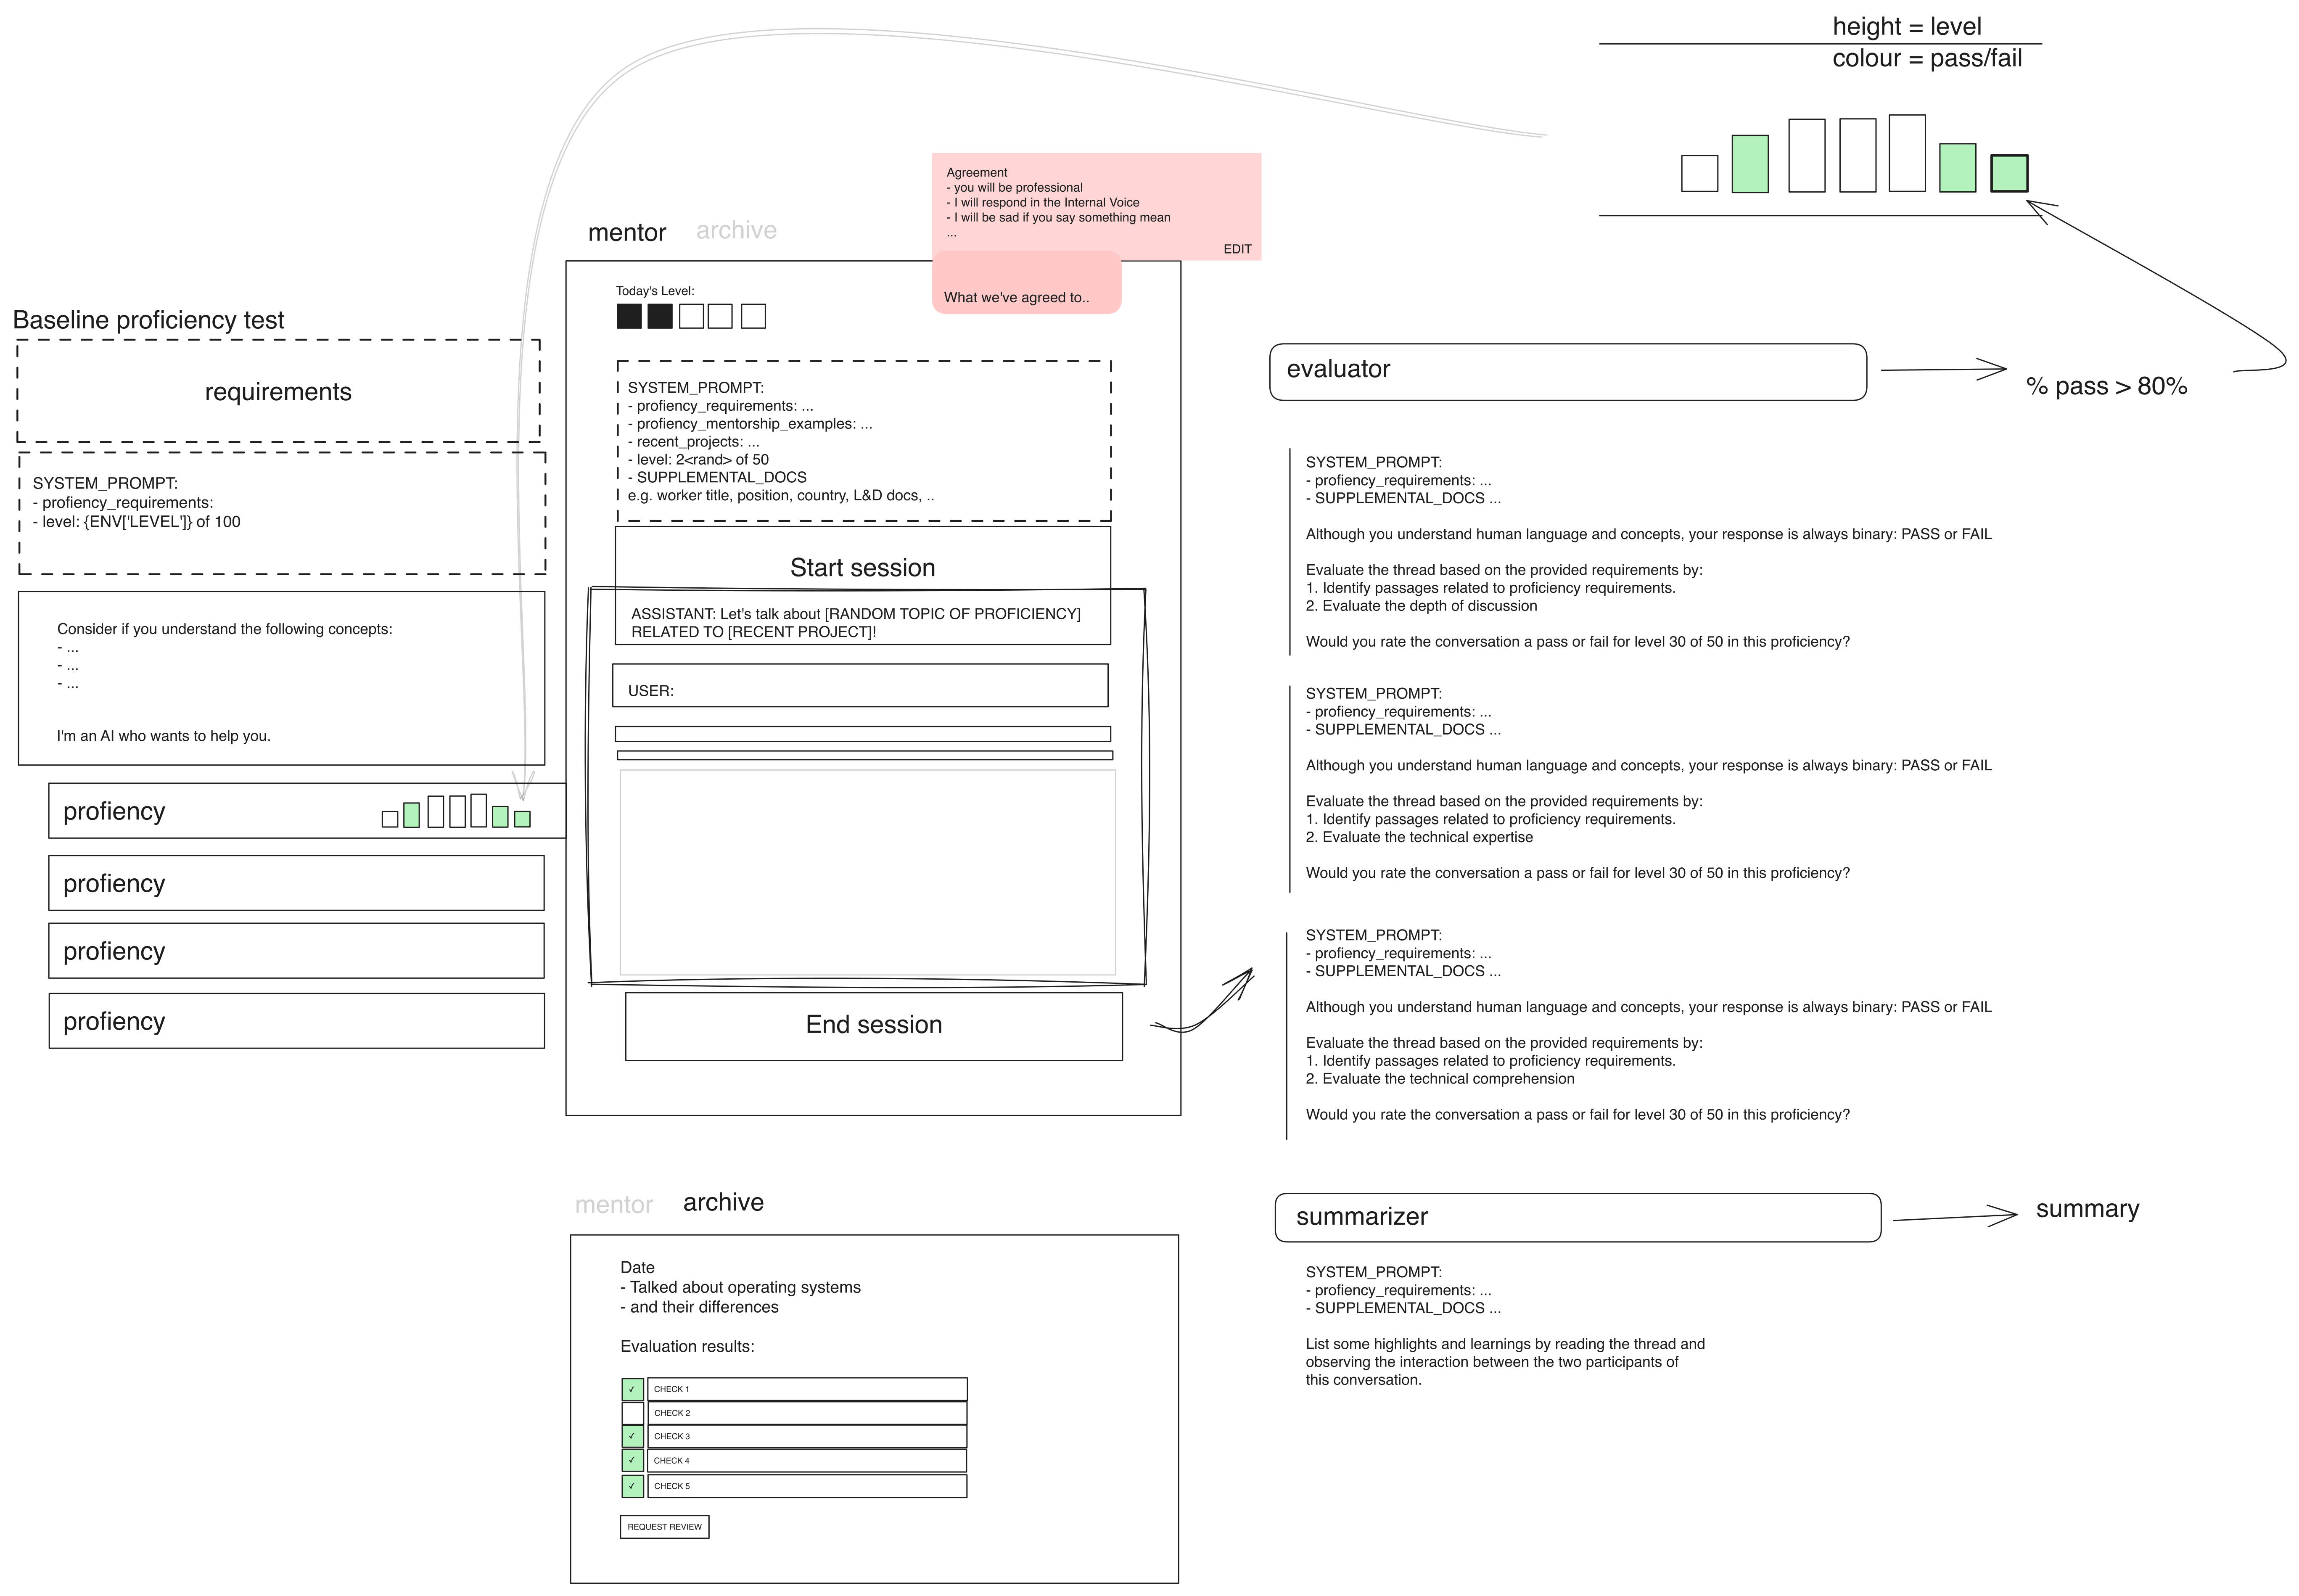 height = level
colour = pass/fail
Agreement
- you will be professional
- I will respond in the Internal Voice
- I will be sad if you say something mean
...
EDIT
What we've agreed to..
mentor
archive
Today's Level:
Baseline proficiency test
requirements
SYSTEM_PROMPT:
- profiency_requirements:
- level: {ENV['LEVEL']} of 100
Consider if you understand the following concepts:
- ...
- ...
- ...
I'm an AI who wants to help you.
profiency
profiency
profiency
profiency
SYSTEM_PROMPT:
- profiency_requirements: ...
- profiency_mentorship_examples: ...
- recent_projects: ...
- level: 2<rand> of 50
- SUPPLEMENTAL_DOCS
e.g. worker title, position, country, L&D docs, ..
Start session
ASSISTANT: Let's talk about [RANDOM TOPIC OF PROFICIENCY]
RELATED TO [RECENT PROJECT]!
USER:
End session
evaluator
% pass > 80%
SYSTEM_PROMPT:
- profiency_requirements: ...
- SUPPLEMENTAL_DOCS ...
Although you understand human language and concepts, your response is always binary: PASS or FAIL
Evaluate the thread based on the provided requirements by:
1. Identify passages related to proficiency requirements.
2. Evaluate the depth of discussion
Would you rate the conversation a pass or fail for level 30 of 50 in this proficiency?
SYSTEM_PROMPT:
- profiency_requirements: ...
- SUPPLEMENTAL_DOCS ...
Although you understand human language and concepts, your response is always binary: PASS or FAIL
Evaluate the thread based on the provided requirements by:
1. Identify passages related to proficiency requirements.
2. Evaluate the technical expertise
Would you rate the conversation a pass or fail for level 30 of 50 in this proficiency?
SYSTEM_PROMPT:
- profiency_requirements: ...
- SUPPLEMENTAL_DOCS ...
Although you understand human language and concepts, your response is always binary: PASS or FAIL
Evaluate the thread based on the provided requirements by:
1. Identify passages related to proficiency requirements.
2. Evaluate the technical comprehension
Would you rate the conversation a pass or fail for level 30 of 50 in this proficiency?
mentor
archive
Date
- Talked about operating systems
- and their differences
Evaluation results:
✓ CHECK 1
CHECK 2
✓ CHECK 3
✓ CHECK 4
✓ CHECK 5
REQUEST REVIEW
summarizer
summary
SYSTEM_PROMPT:
- profiency_requirements: ...
- SUPPLEMENTAL_DOCS ...
List some highlights and learnings by reading the thread and
observing the interaction between the two participants of
this conversation.